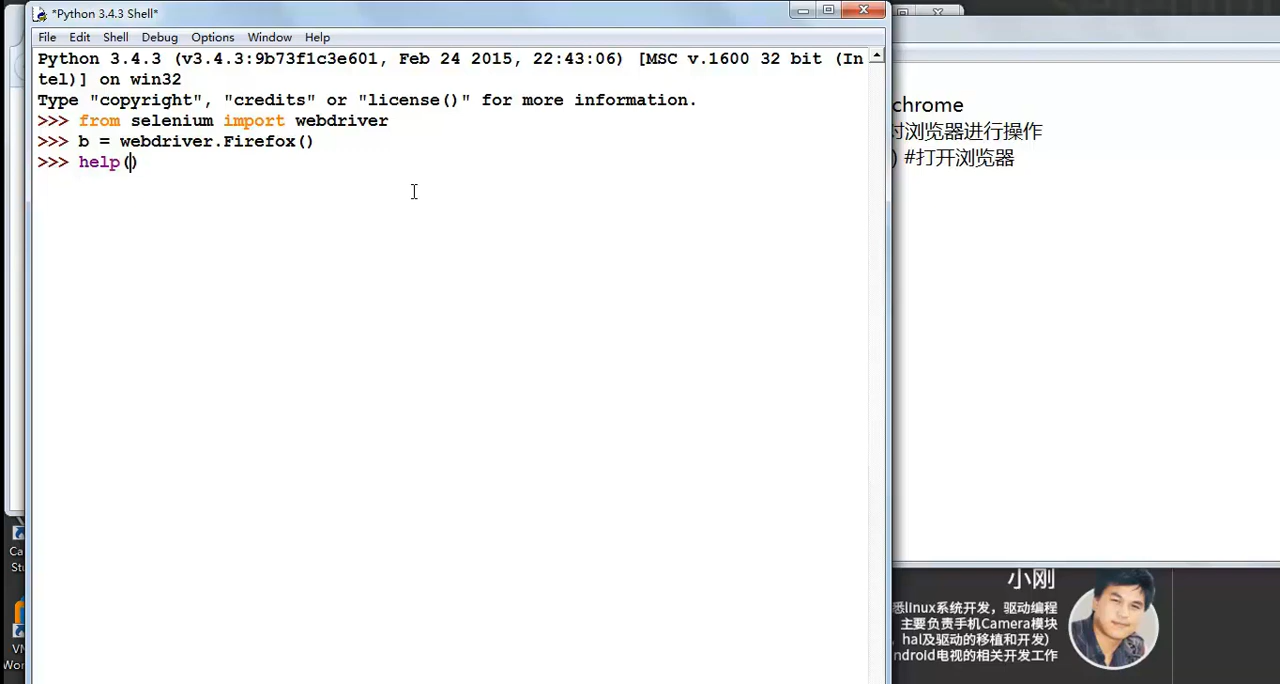 *Python 3.4.3 Shell*
File Edit Shell Debug Options Window Help
Python 3.4.3 (v3.4.3:9b73f1c3e601, Feb 24 2015, 22:43:06) [MSC v.1600 32 bit (In
tel)] on win32
Type "copyright", "credits" or "license()" for more information.
>>> from selenium import webdriver
>>> b = webdriver.Firefox()
>>> help()
chrome
对浏览器进行操作
) #打开浏览器
小刚
悉linux系统开发，驱动编程
主要负责手机Camera模块
hal及驱动的移植和开发）
ndroid电视的相关开发工作
Ca
Stu
VM
Wor